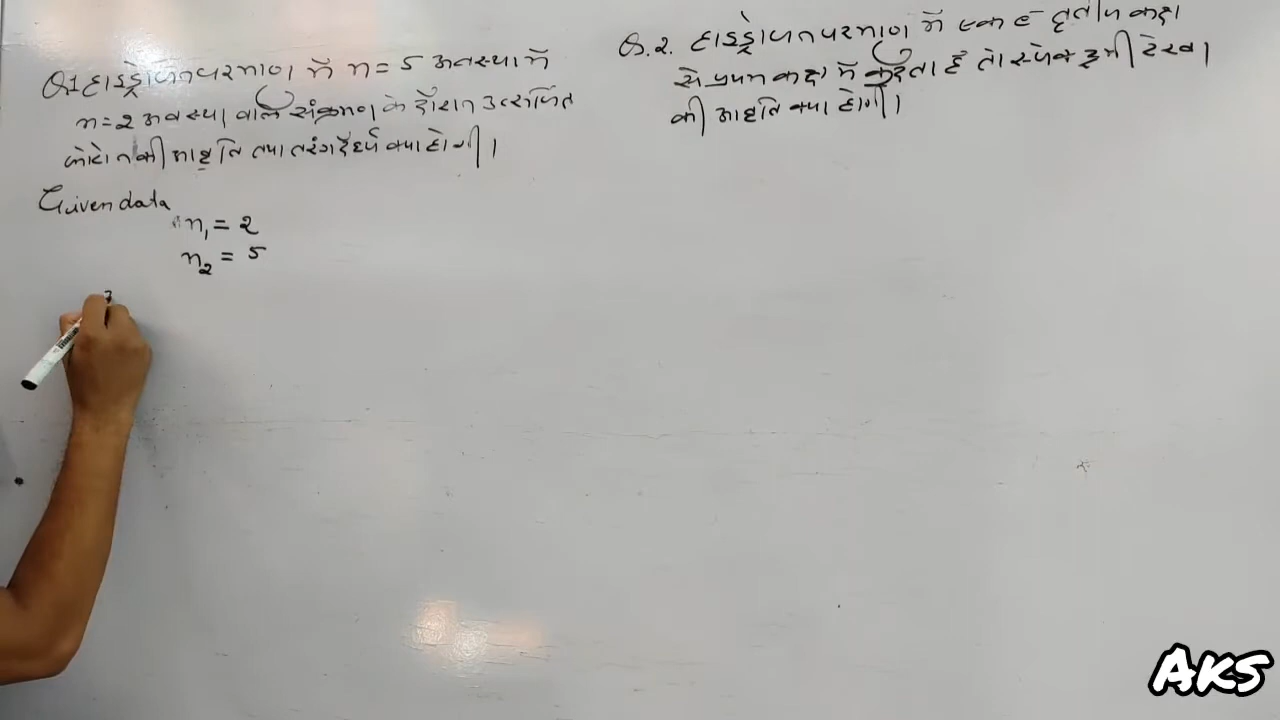 Q.1 हाइड्रोजन परमाणु में n = 5 अवस्था में
n = 2 अवस्था वाले संक्रमण के दौरान उत्सर्जित
फोटोन की आवृति तथा तरंगदैर्ध्य क्या होगी।
Given data
n₁ = 2
n₂ = 5
Q.2. हाइड्रोजन परमाणु में एक e⁻ तृतीय कक्षा
से प्रथम कक्षा में कूदता है तो स्पेक्ट्रमी रेखा
की आवृति क्या होगी।
AKS